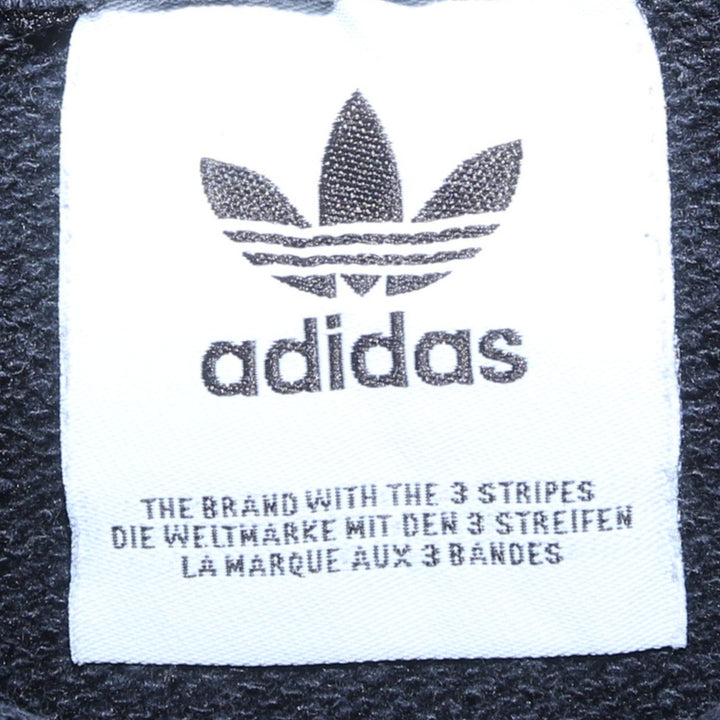 adidas
THE BRAND WITH THE 3 STRIPES
DIE WELTMARKE MIT DEN 3 STREIFEN
LA MARQUE AUX 3 BANDES